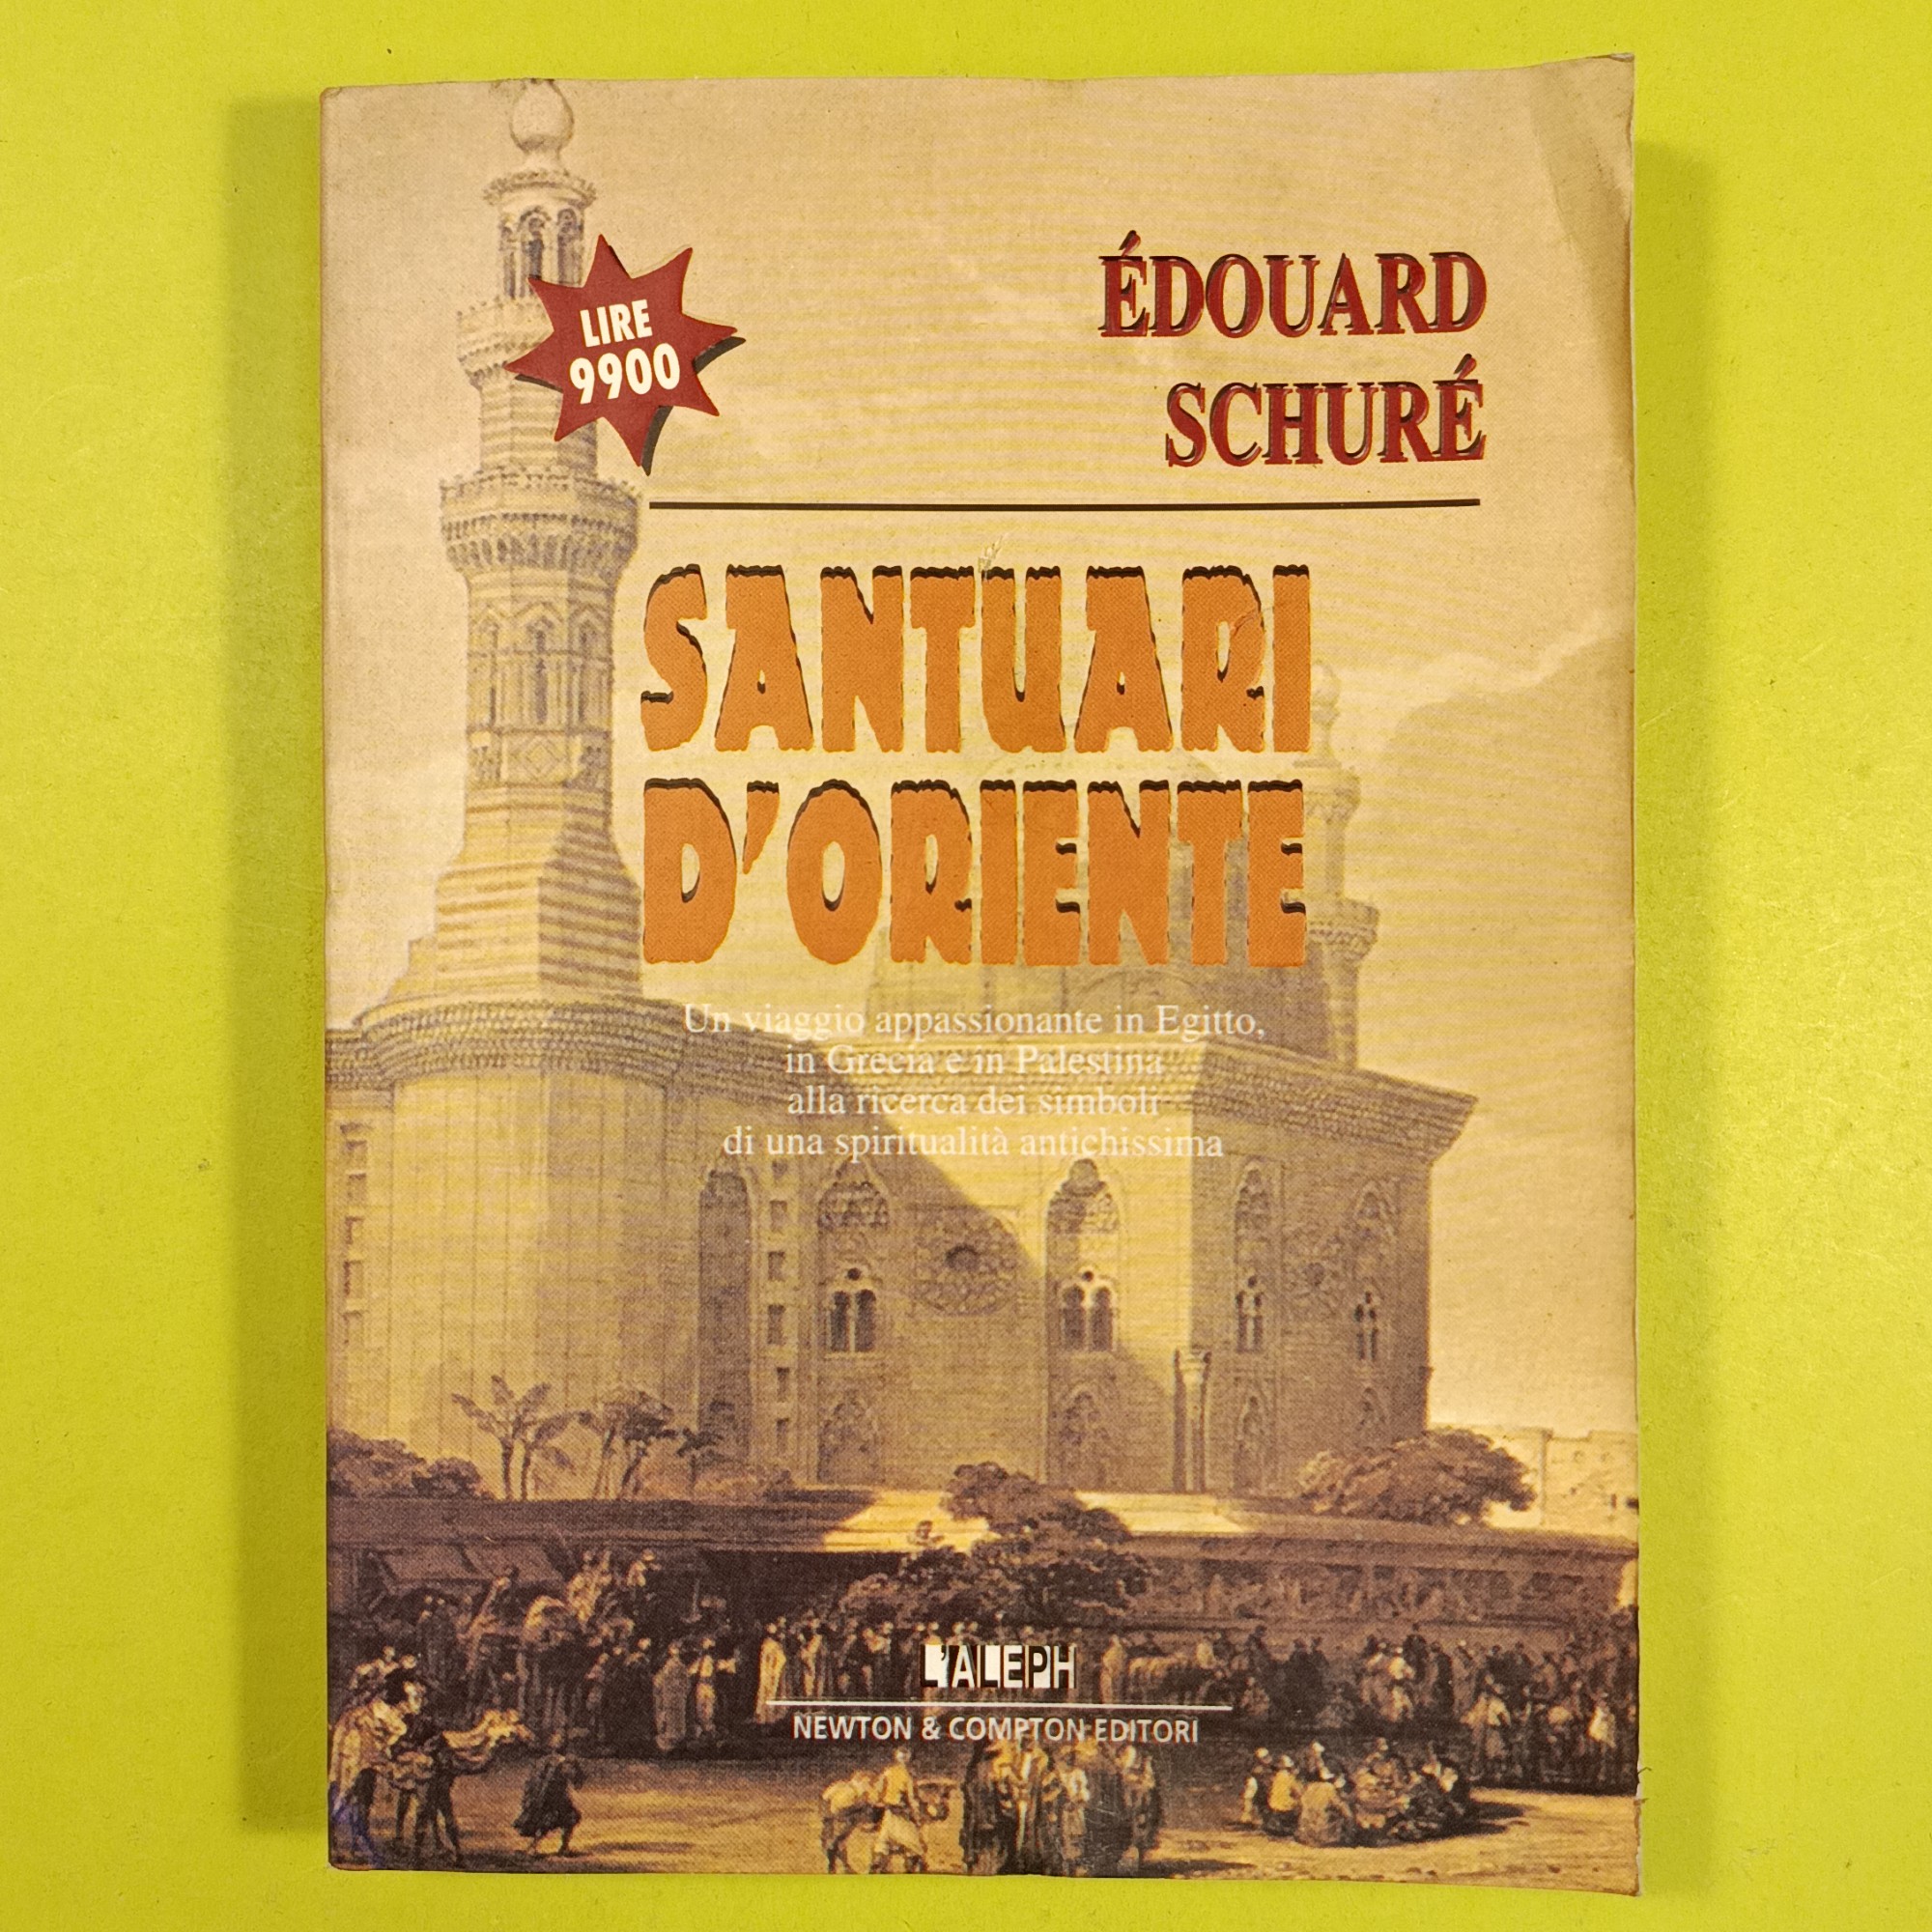 LIRE
9900
ÉDOUARD
SCHURÉ
SANTUARI
D'ORIENTE
Un viaggio appassionante in Egitto,
in Grecia e in Palestina
alla ricerca dei simboli
di una spiritualità antichissima
L'ALEPH
NEWTON & COMPTON EDITORI